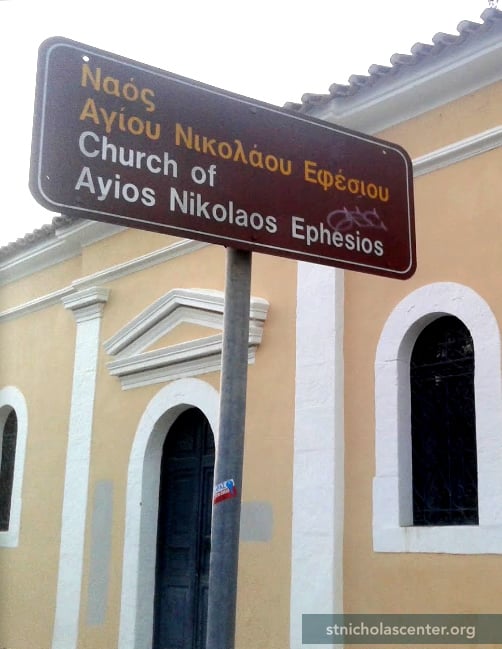 Ναός
Αγίου Νικολάου Εφέσιου
Church of
Ayios Nikolaos Ephesios
stnicholascenter.org